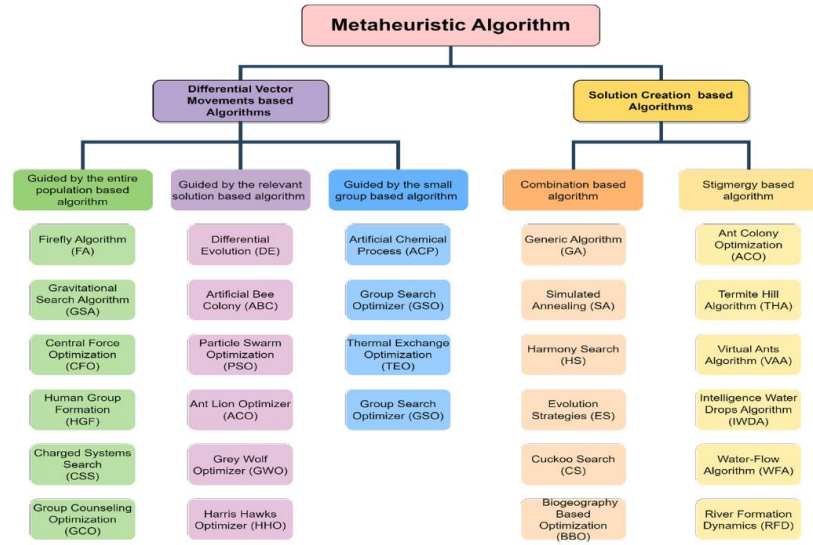 Metaheuristic Algorithm
Differential Vector
Movements based
Algorithms
Solution Creation based
Algorithms
Guided by the entire
population based
algorithm
Guided by the relevant
solution based algorithm
Guided by the small
group based algorithm
Combination based
algorithm
Stigmergy based
algorithm
Firefly Algorithm
(FA)
Gravitational
Search Algorithm
(GSA)
Central Force
Optimization
(CFO)
Human Group
Formation
(HGF)
Charged Systems
Search
(CSS)
Group Counseling
Optimization
(GCO)
Differential
Evolution (DE)
Artificial Bee
Colony (ABC)
Particle Swarm
Optimization
(PSO)
Ant Lion Optimizer
(ACO)
Grey Wolf
Optimizer (GWO)
Harris Hawks
Optimizer (HHO)
Artificial Chemical
Process (ACP)
Group Search
Optimizer (GSO)
Thermal Exchange
Optimization
(TEO)
Group Search
Optimizer (GSO)
Generic Algorithm
(GA)
Simulated
Annealing (SA)
Harmony Search
(HS)
Evolution
Strategies (ES)
Cuckoo Search
(CS)
Biogeography
Based
Optimization
(BBO)
Ant Colony
Optimization
(ACO)
Termite Hill
Algorithm (THA)
Virtual Ants
Algorithm (VAA)
Intelligence Water
Drops Algorithm
(IWDA)
Water-Flow
Algorithm (WFA)
River Formation
Dynamics (RFD)